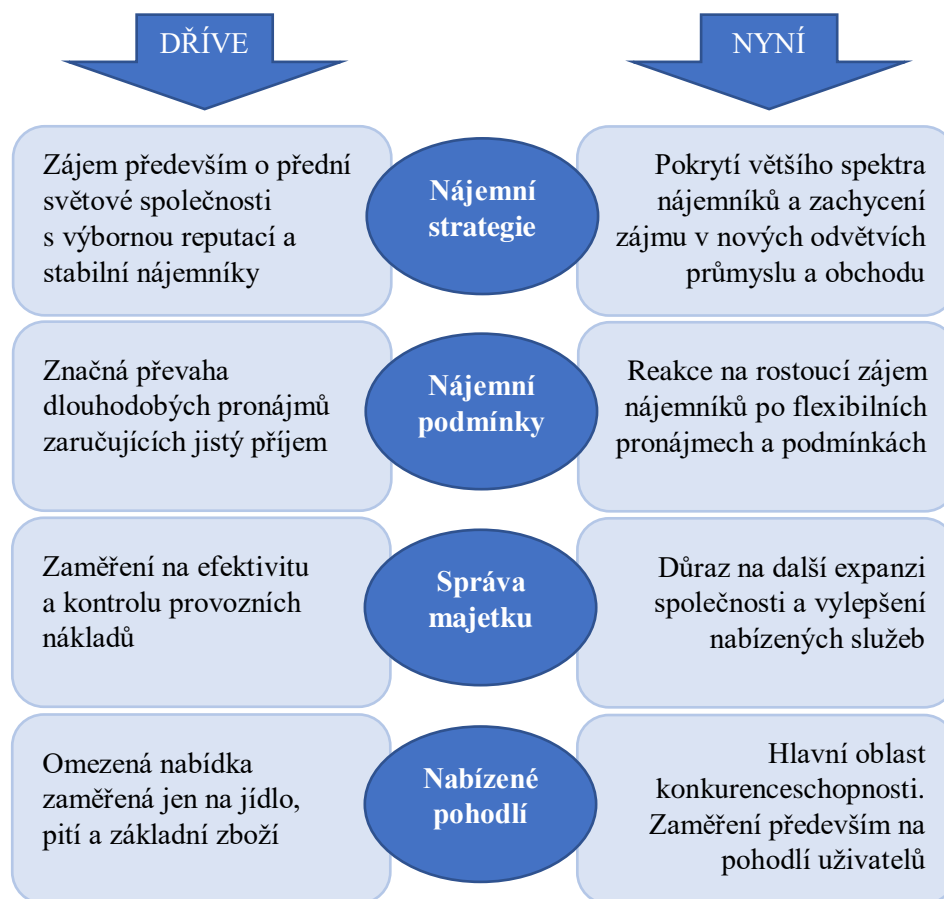 DŘÍVE
NYNÍ
Zájem především o přední
světové společnosti
s výbornou reputací a
stabilní nájemníky
Nájemní
strategie
Pokrytí většího spektra
nájemníků a zachycení
zájmu v nových odvětvích
průmyslu a obchodu
Značná převaha
dlouhodobých pronájmů
zaručujících jistý příjem
Nájemní
podmínky
Reakce na rostoucí zájem
nájemníků po flexibilních
pronájmech a podmínkách
Zaměření na efektivitu
a kontrolu provozních
nákladů
Správa
majetku
Důraz na další expanzi
společnosti a vylepšení
nabízených služeb
Omezená nabídka
zaměřená jen na jídlo,
pití a základní zboží
Nabízené
pohodlí
Hlavní oblast
konkurenceschopnosti.
Zaměření především na
pohodlí uživatelů